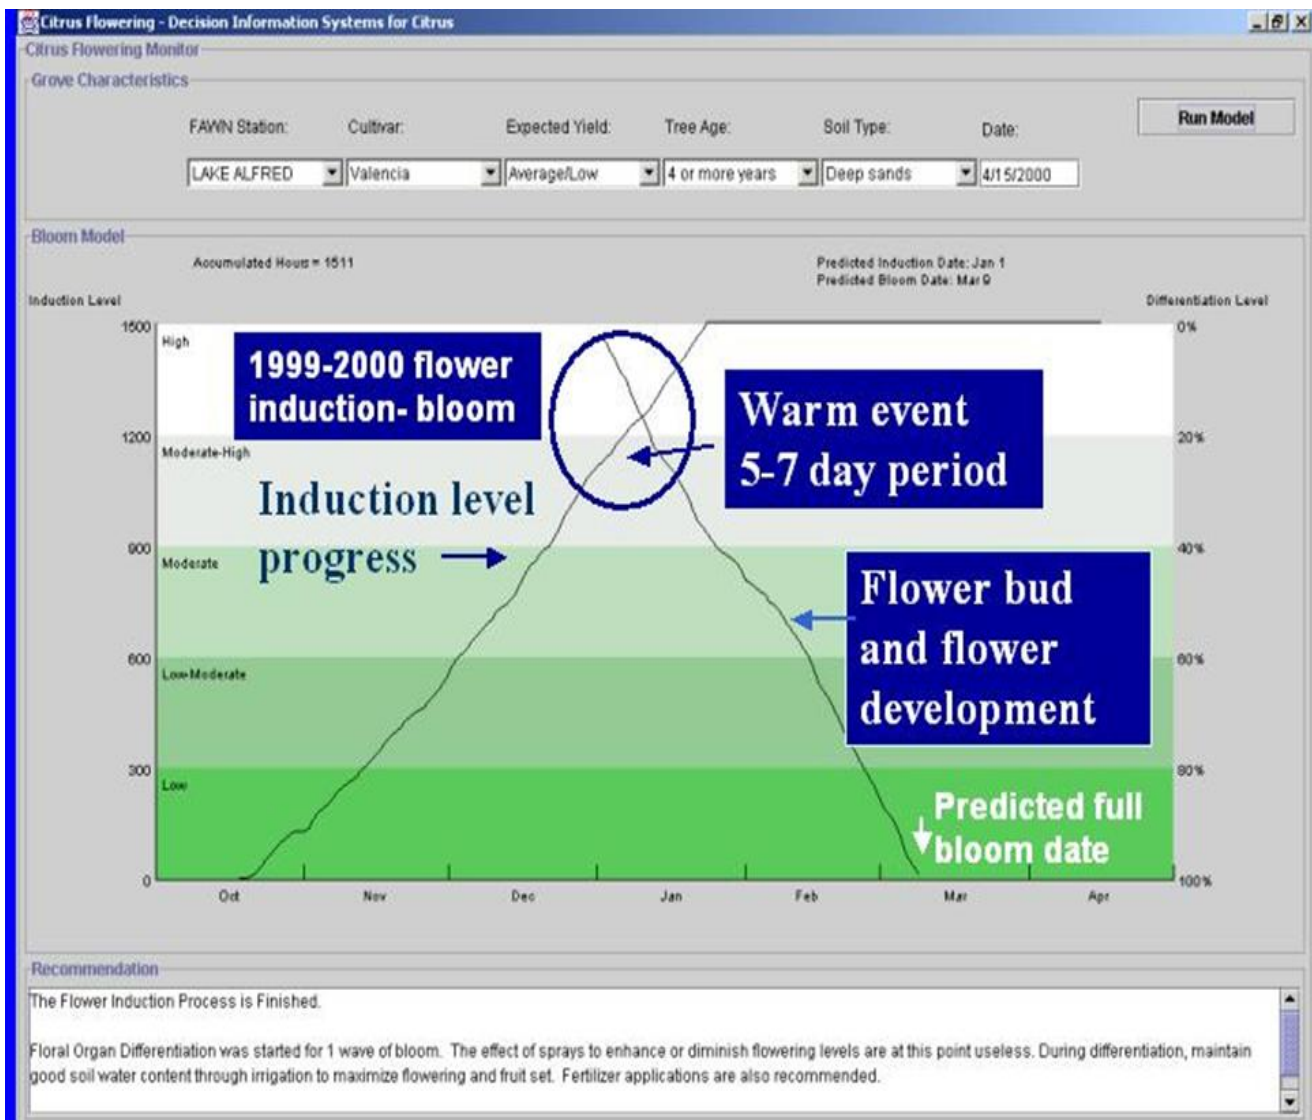 Citrus Flowering - Decision Information Systems for Citrus
Citrus Flowering Monitor
Grove Characteristics
FAWN Station: Cultivar: Expected Yield: Tree Age: Soil Type: Date:
Run Model
LAKE ALFRED Valencia Average/Low 4 or more years Deep sands 4/15/2000
Bloom Model
Accumulated Hours = 1511
Predicted Induction Date: Jan 1
Predicted Bloom Date: Mar 9
Induction Level
Differentiation Level
1500
High
0%
1999-2000 flower
induction- bloom
Warm event
5-7 day period
1200
Moderate-High
20%
Induction level
progress
900
Moderate
40%
Flower bud
and flower
development
600
Low-Moderate
60%
300
Low
80%
Predicted full
bloom date
0
100%
Oct Nov Dec Jan Feb Mar Apr
Recommendation
The Flower Induction Process is Finished.
Floral Organ Differentiation was started for 1 wave of bloom. The effect of sprays to enhance or diminish flowering levels are at this point useless. During differentiation, maintain
good soil water content through irrigation to maximize flowering and fruit set. Fertilizer applications are also recommended.